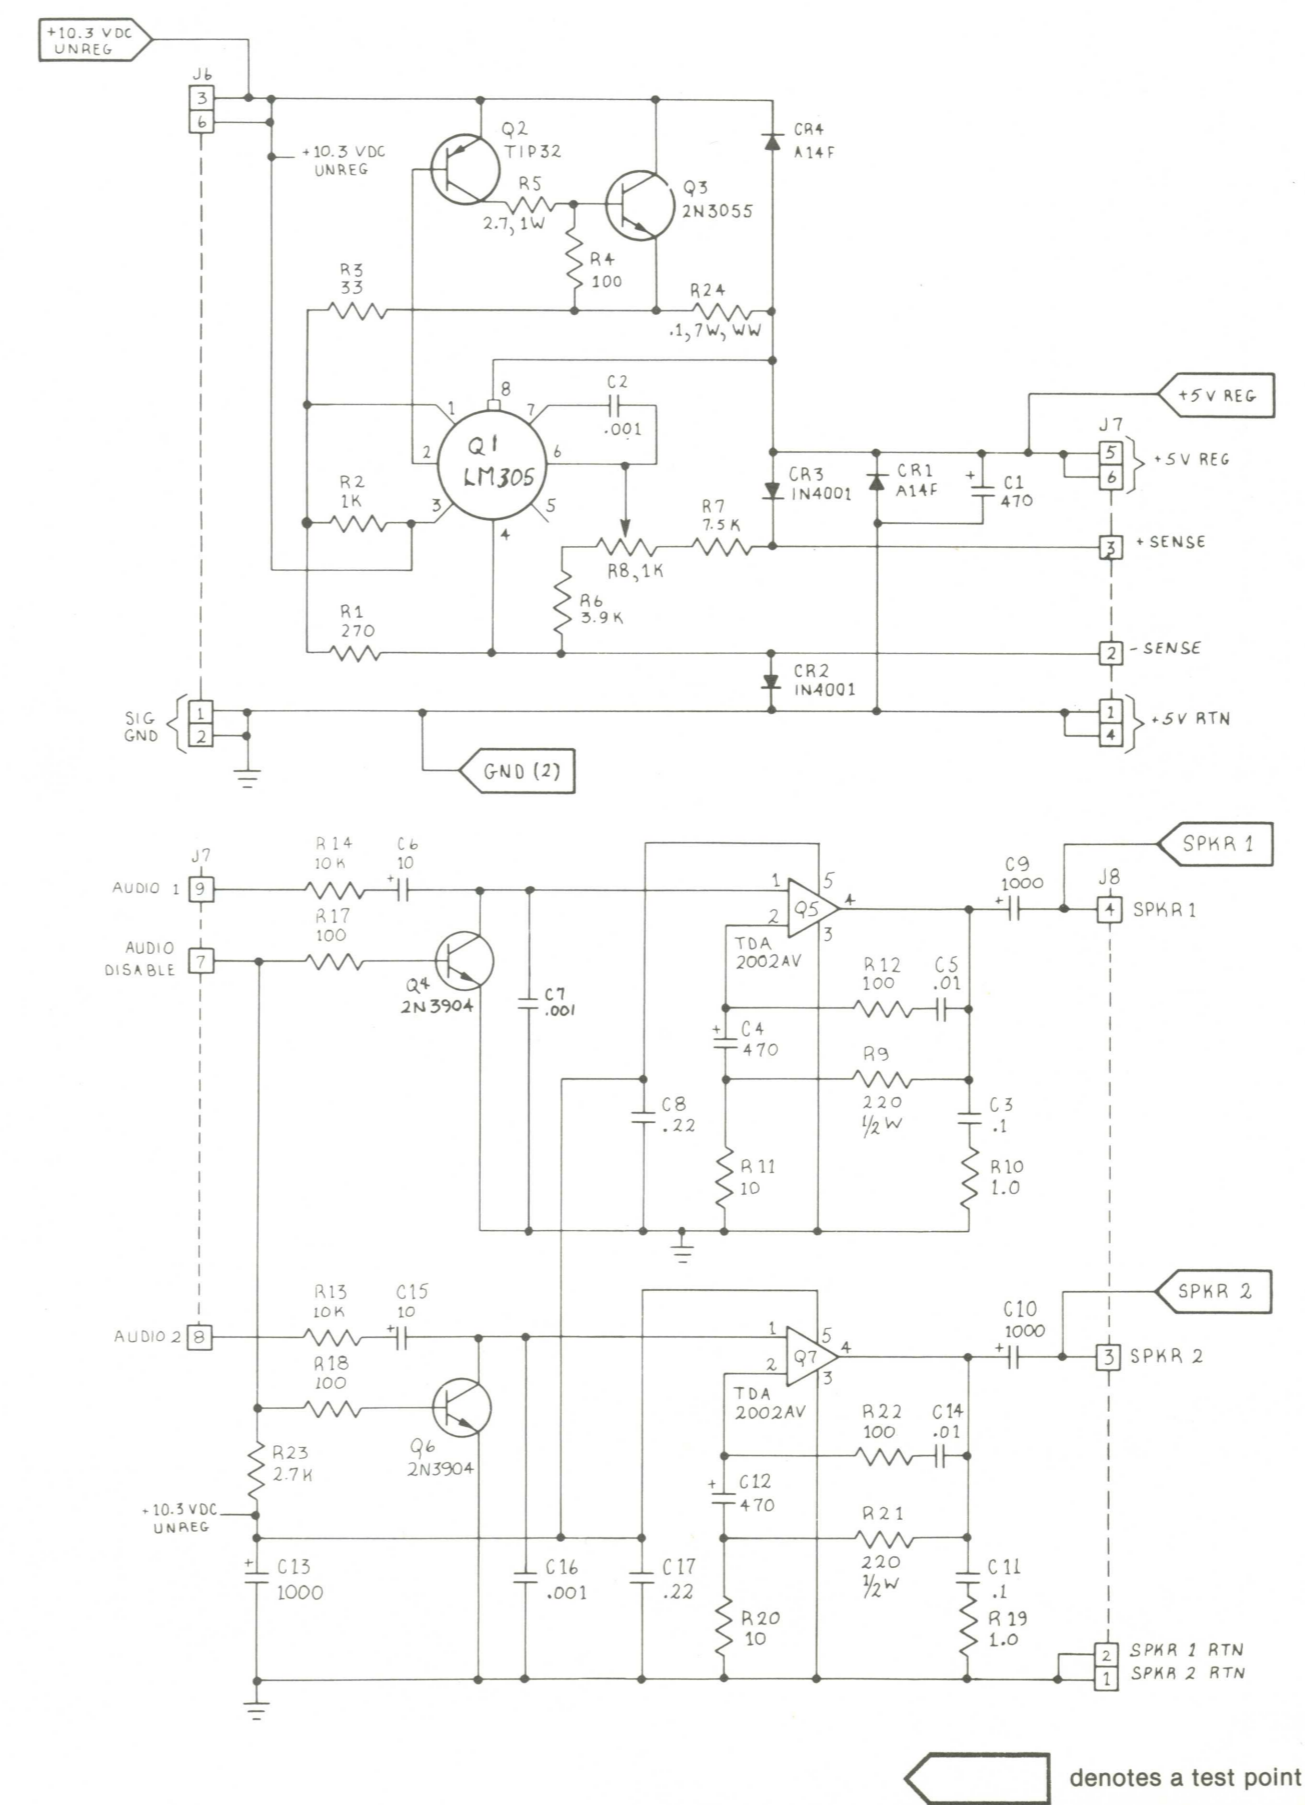 +10.3 VDC
UNREG
J6
3
6
+10.3 VDC
UNREG
Q2
TIP32
R5
2.7, 1W
Q3
2N3055
CR4
A14F
R4
100
R3
33
R24
.1, 7W, WW
8
C2
.001
1
7
2
6
Q1
LM305
3
5
4
R2
1K
+5V REG
J7
5
6
+5V REG
CR3
IN4001
CR1
A14F
+
C1
470
R7
7.5K
R8, 1K
3
+ SENSE
R6
3.9K
R1
270
2
- SENSE
CR2
IN4001
SIG
GND
1
2
1
4
+5V RTN
GND (2)
J7
AUDIO 1
9
R14
10K
C6
10
+
R17
100
AUDIO
DISABLE
7
Q4
2N3904
C7
.001
1
5
Q5
4
2
3
TDA
2002AV
C9
1000
+
SPKR 1
J8
4
SPKR 1
R12
100
C5
.01
+
C4
470
R9
220
1/2W
C3
.1
C8
.22
R11
10
R10
1.0
AUDIO 2
8
R13
10K
C15
10
+
R18
100
Q6
2N3904
1
5
Q7
4
2
3
TDA
2002AV
C10
1000
+
SPKR 2
3
SPKR 2
R22
100
C14
.01
R23
2.7K
+
C12
470
+10.3 VDC
UNREG
R21
220
1/2W
+
C13
1000
C16
.001
C17
.22
C11
.1
R20
10
R19
1.0
2
SPKR 1 RTN
1
SPKR 2 RTN
denotes a test point